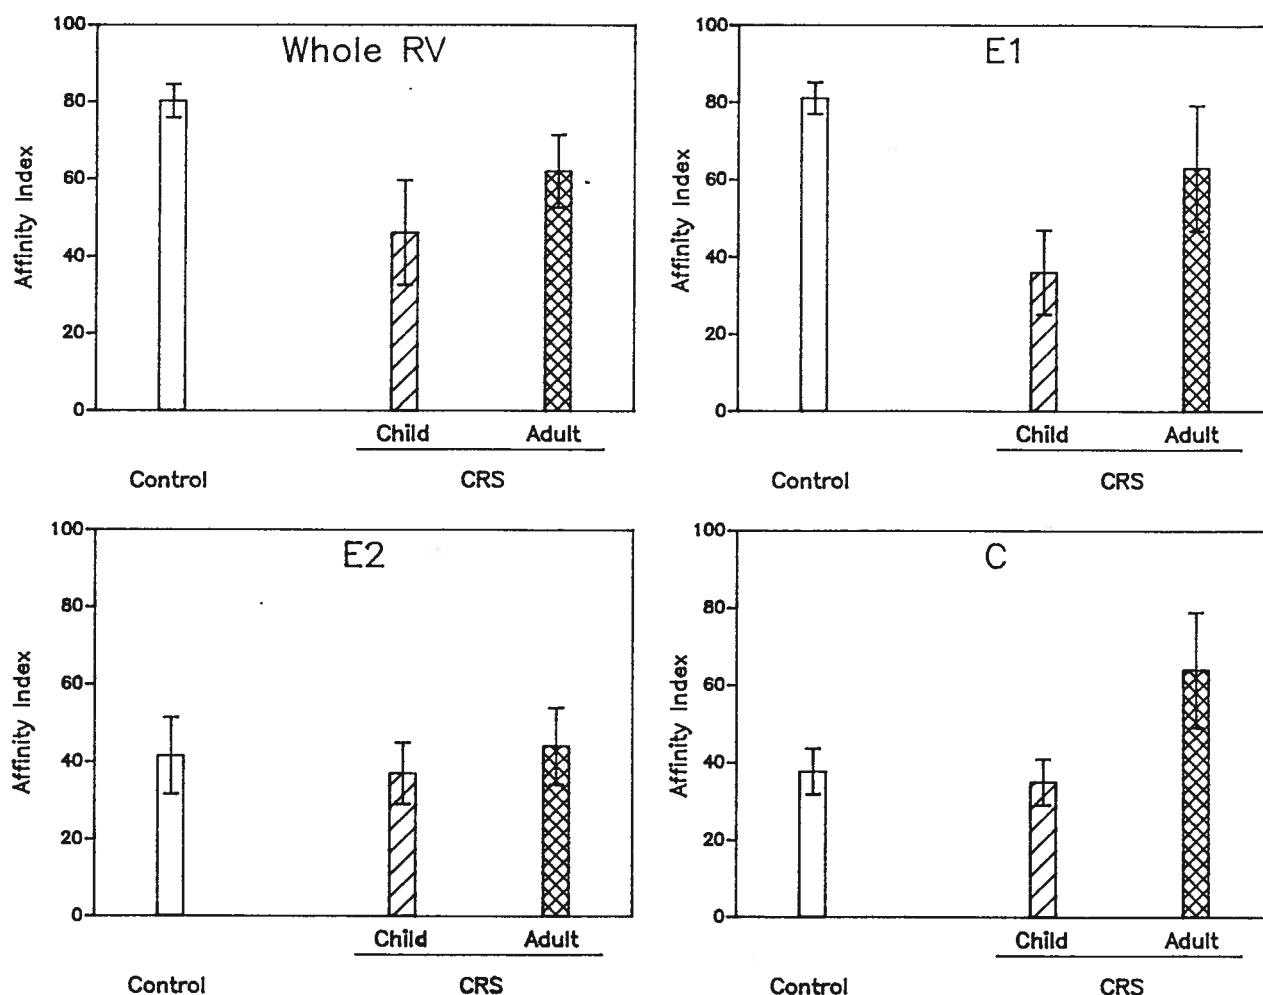 Whole RV
100
80
60
40
20
0
Affinity Index
Child Adult
Control CRS
E1
100
80
60
40
20
0
Affinity Index
Child Adult
Control CRS
E2
100
80
60
40
20
0
Affinity Index
Child Adult
Control CRS
C
100
80
60
40
20
0
Affinity Index
Child Adult
Control CRS